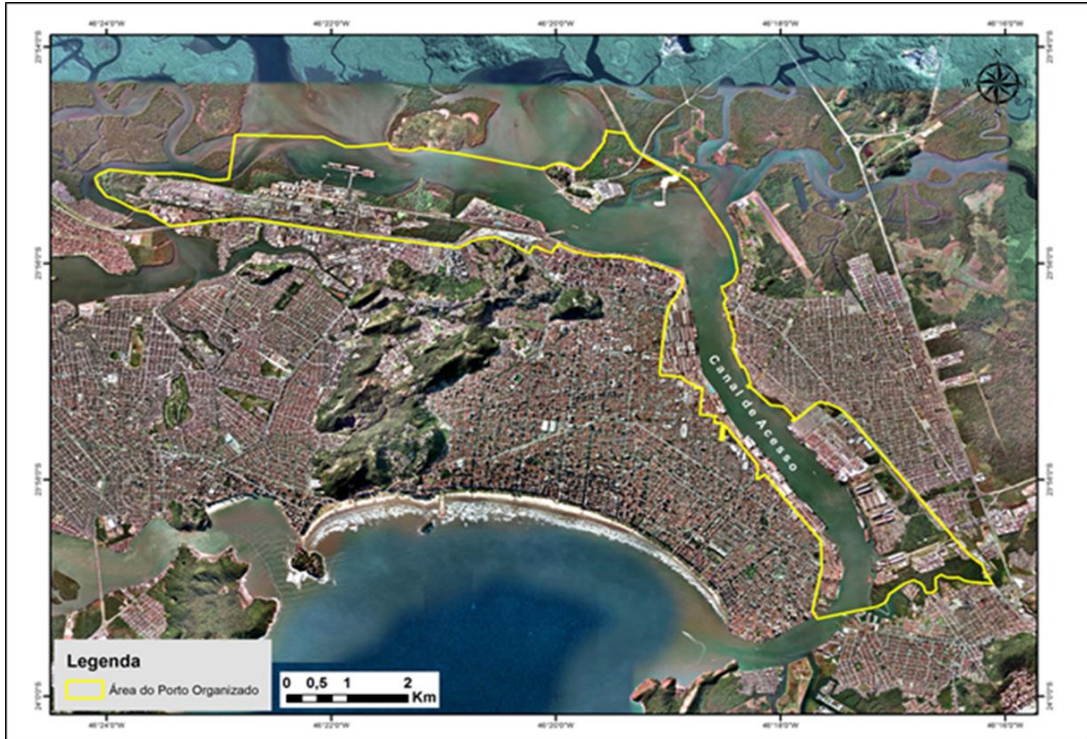 46°24'0"W 46°22'0"W 46°20'0"W 46°18'0"W 46°16'0"W
23°54'0"S 23°54'0"S
N
W E
S
23°56'0"S 23°56'0"S
Canal de Acesso
23°58'0"S 23°58'0"S
Legenda
Área do Porto Organizado
0 0,5 1 2
Km
24°0'0"S 24°0'0"S
46°24'0"W 46°22'0"W 46°20'0"W 46°18'0"W 46°16'0"W